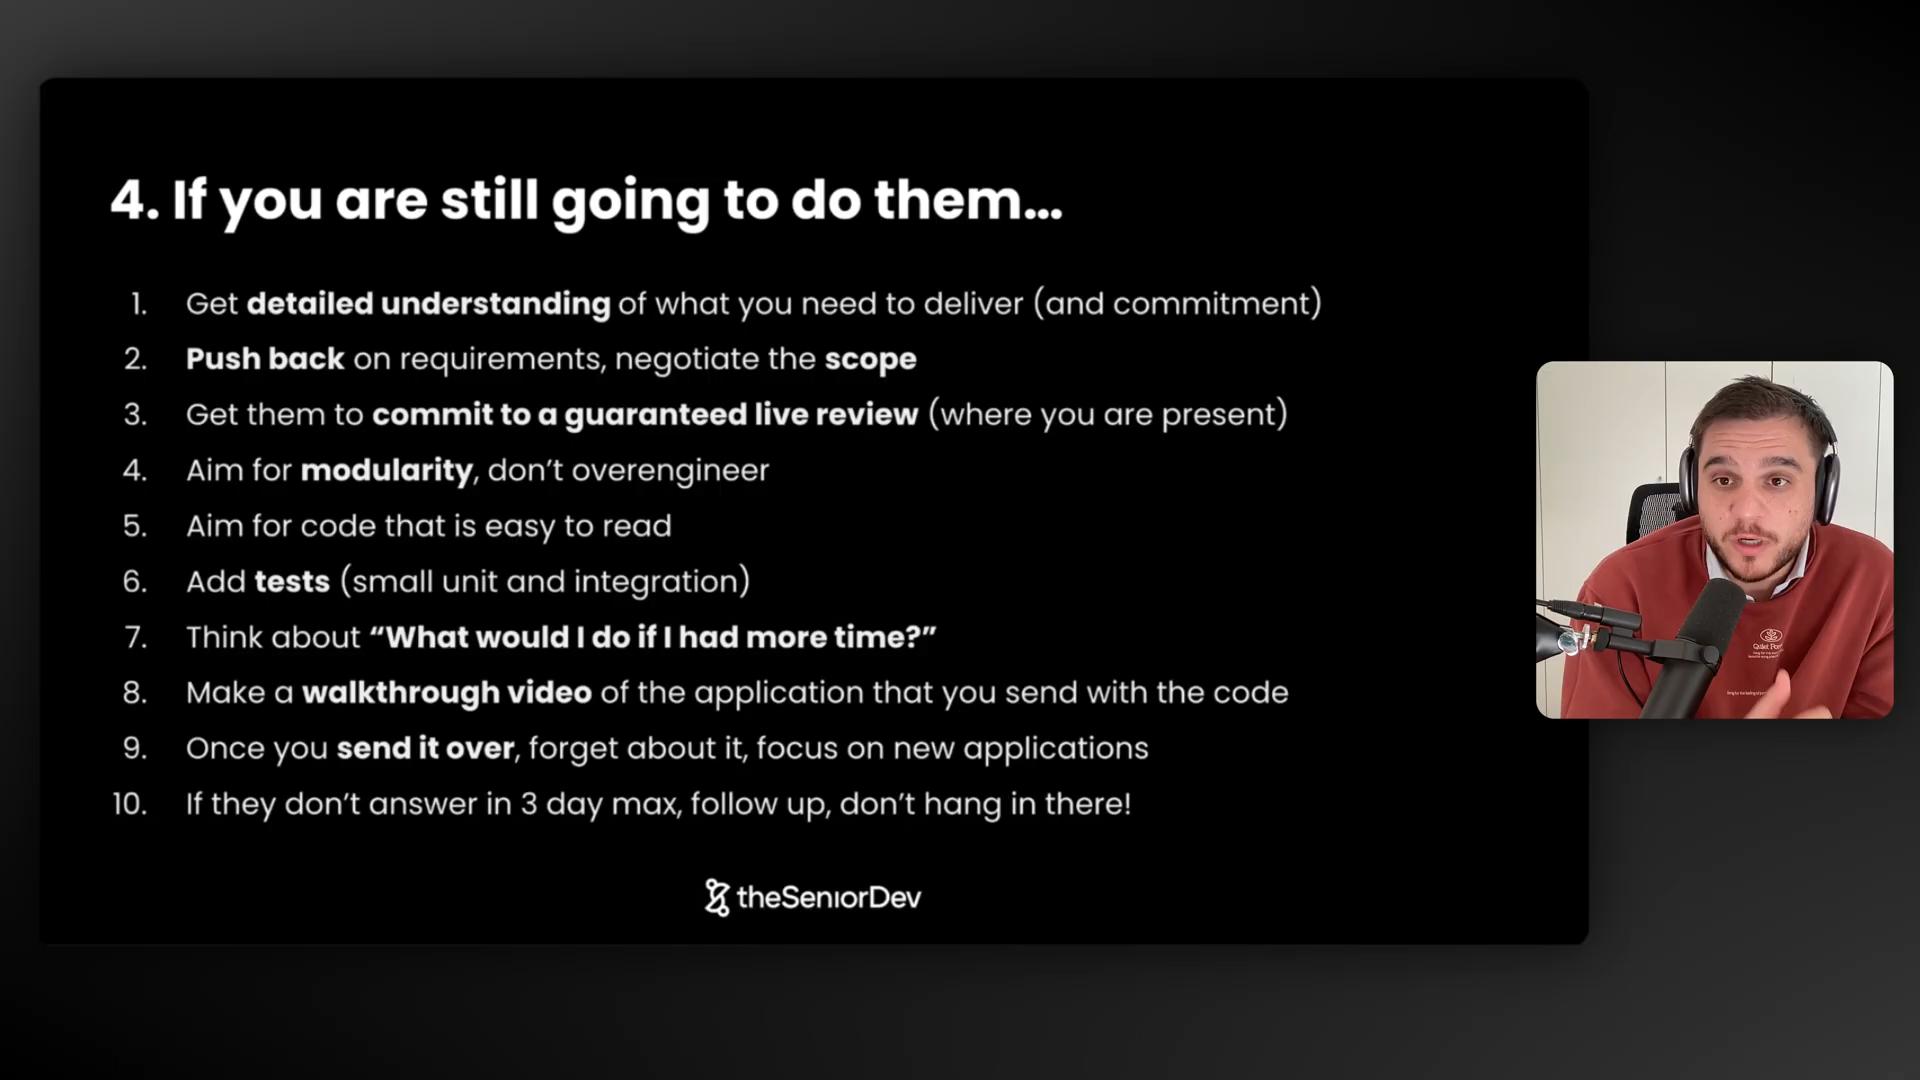 4. If you are still going to do them...
1. Get detailed understanding of what you need to deliver (and commitment)
2. Push back on requirements, negotiate the scope
3. Get them to commit to a guaranteed live review (where you are present)
4. Aim for modularity, don’t overengineer
5. Aim for code that is easy to read
6. Add tests (small unit and integration)
7. Think about “What would I do if I had more time?”
8. Make a walkthrough video of the application that you send with the code
9. Once you send it over, forget about it, focus on new applications
10. If they don’t answer in 3 day max, follow up, don’t hang in there!
theSeniorDev